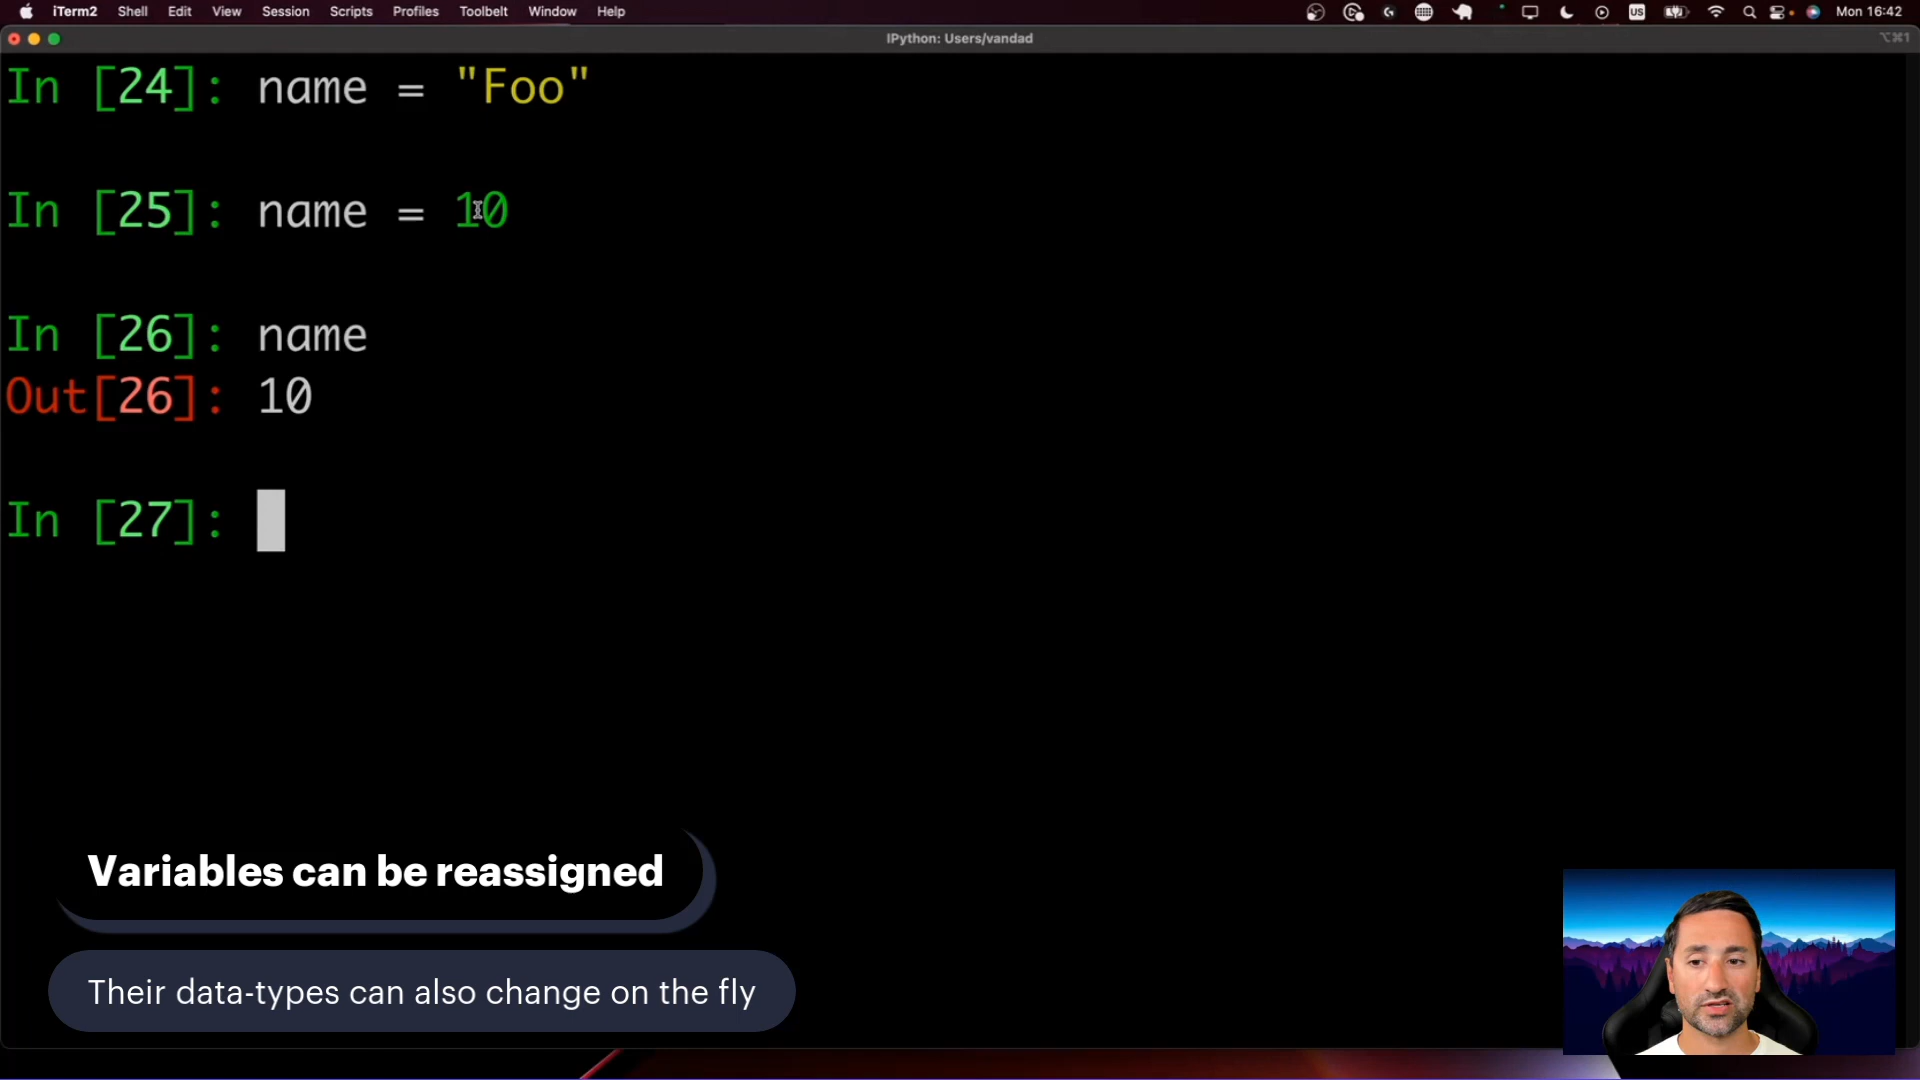 iTerm2 Shell Edit View Session Scripts Profiles Toolbelt Window Help US Mon 16:42
IPython: Users/vandad ⌥⌘1
In [24]: name = "Foo"
In [25]: name = 10
In [26]: name
Out[26]: 10
In [27]:
Variables can be reassigned
Their data-types can also change on the fly